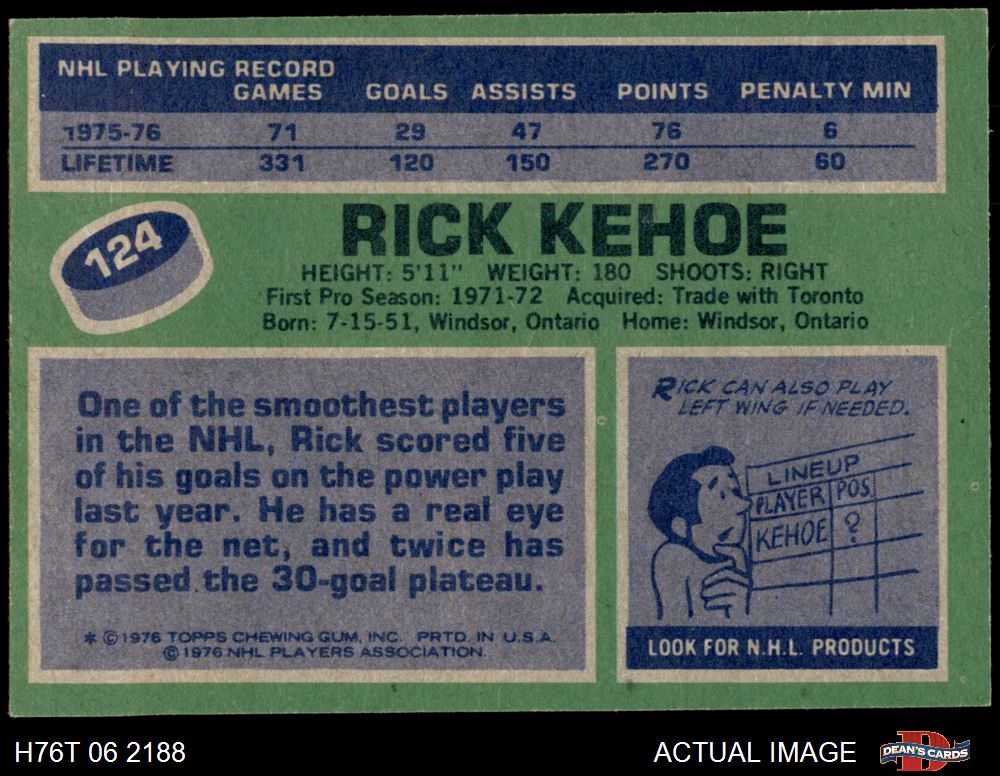 NHL PLAYING RECORD
GAMES GOALS ASSISTS POINTS PENALTY MIN
1975-76 71 29 47 76 6
LIFETIME 331 120 150 270 60
124
RICK KEHOE
HEIGHT: 5'11" WEIGHT: 180 SHOOTS: RIGHT
First Pro Season: 1971-72 Acquired: Trade with Toronto
Born: 7-15-51, Windsor, Ontario Home: Windsor, Ontario
One of the smoothest players
in the NHL, Rick scored five
of his goals on the power play
last year. He has a real eye
for the net, and twice has
passed the 30-goal plateau.
* © 1976 TOPPS CHEWING GUM, INC. PRTD. IN U.S.A.
© 1976 NHL PLAYERS ASSOCIATION.
RICK CAN ALSO PLAY
LEFT WING IF NEEDED.
LINEUP
PLAYER POS
KEHOE ?
LOOK FOR N.H.L. PRODUCTS
H76T 06 2188
ACTUAL IMAGE
DEAN'S CARDS